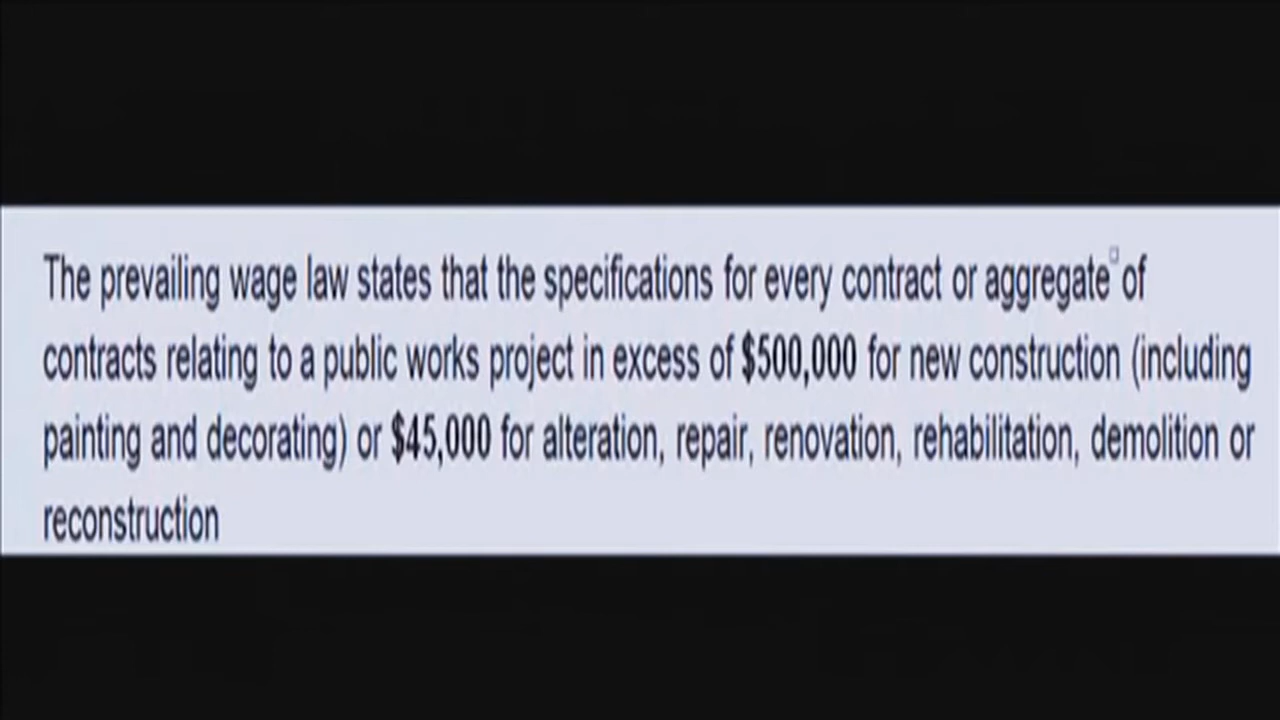 The prevailing wage law states that the specifications for every contract or aggregate of
contracts relating to a public works project in excess of $500,000 for new construction (including
painting and decorating) or $45,000 for alteration, repair, renovation, rehabilitation, demolition or
reconstruction